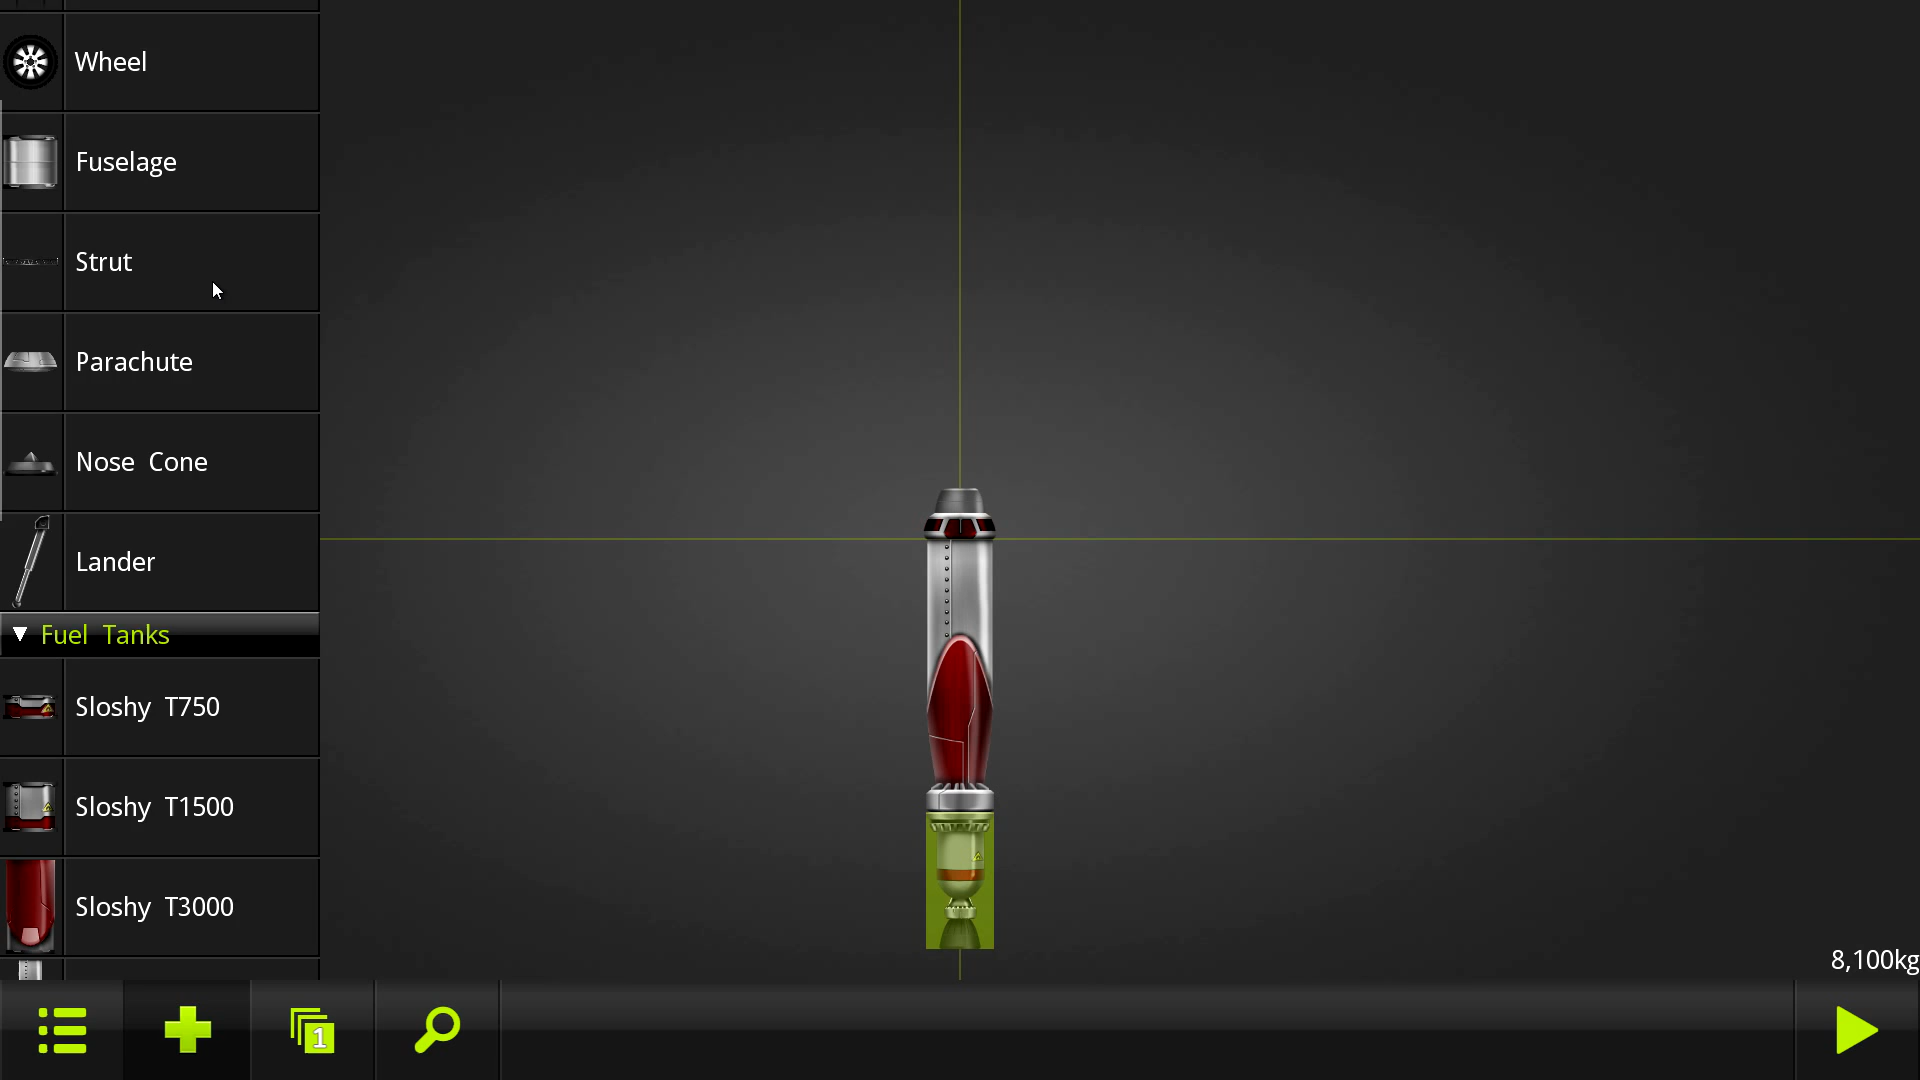 Wheel
Fuselage
Strut
Parachute
Nose Cone
Lander
Fuel Tanks
Sloshy T750
Sloshy T1500
Sloshy T3000
8,100kg
1